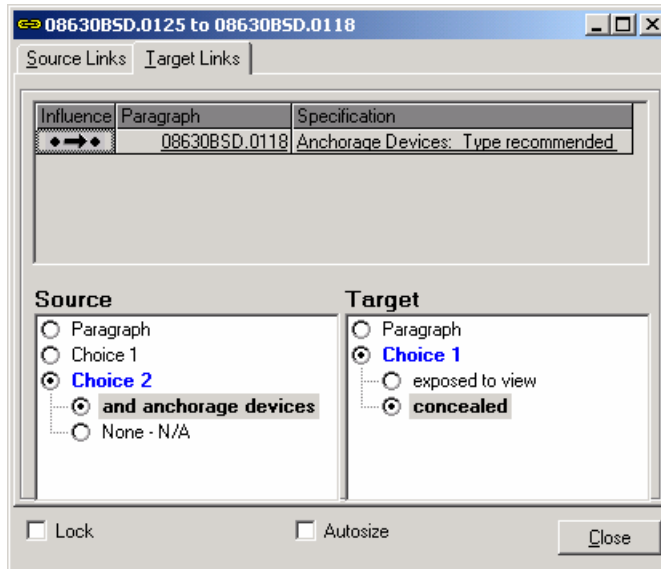 08630BSD.0125 to 08630BSD.0118
Source Links Target Links
Influence Paragraph Specification
08630BSD.0118 Anchorage Devices: Type recommended
Source Target
Paragraph Paragraph
Choice 1 Choice 1
Choice 2 exposed to view
and anchorage devices concealed
None - N/A
Lock Autosize Close